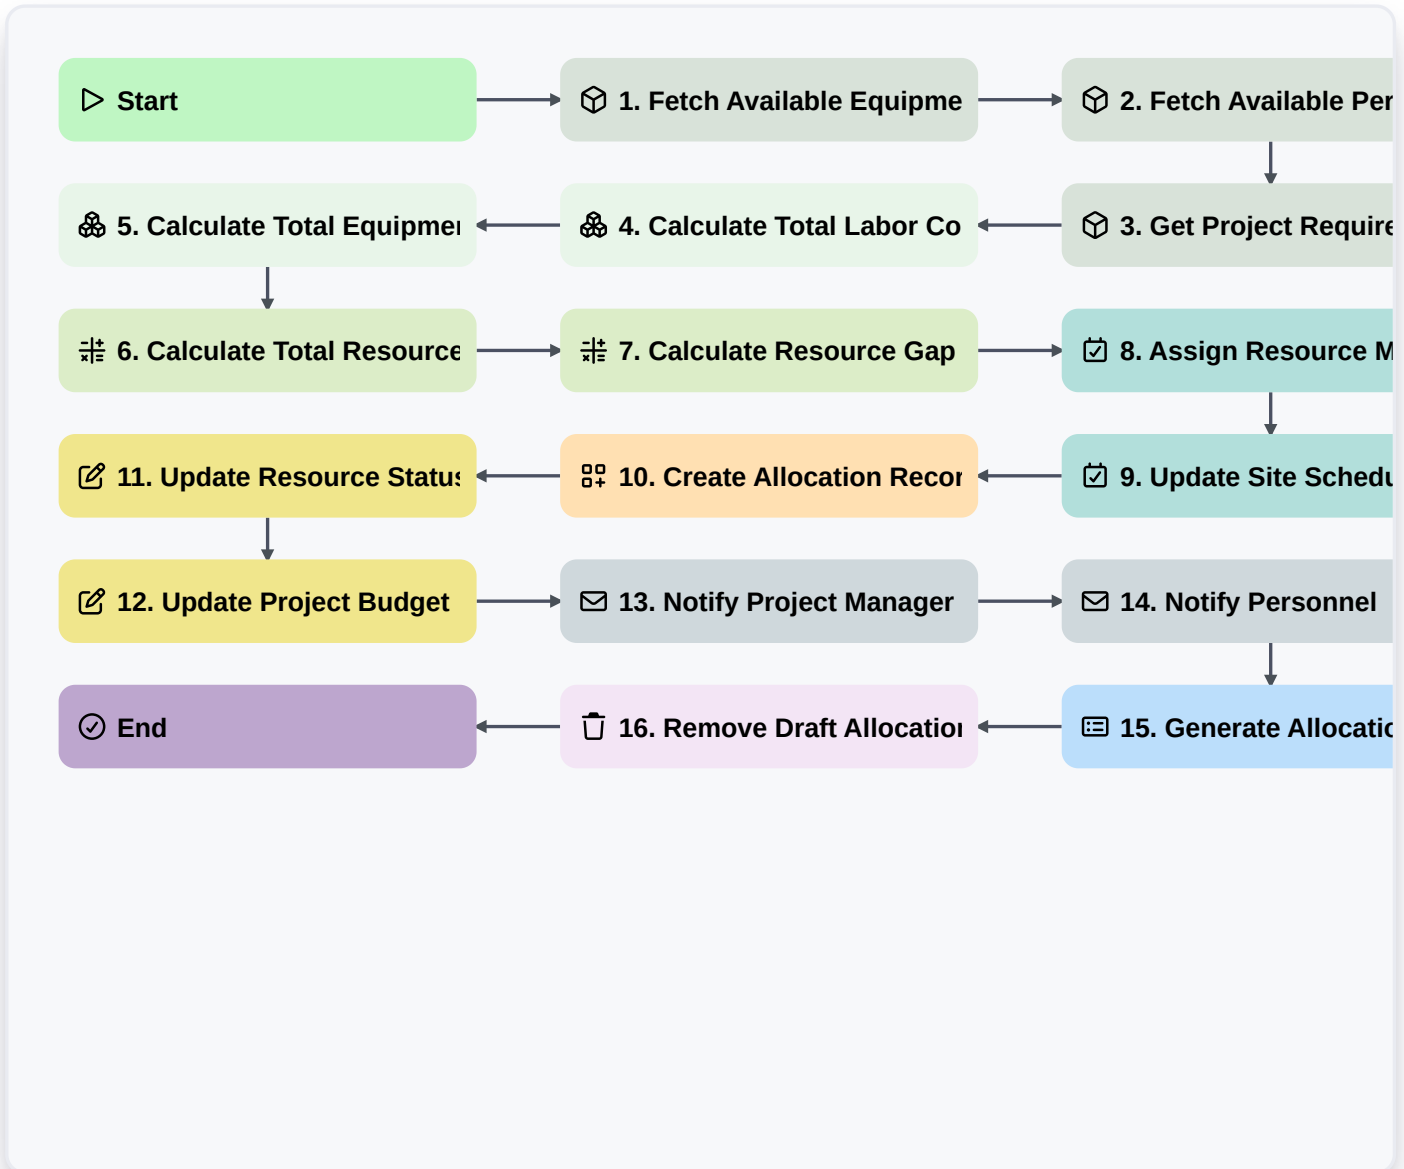 Start
1. Fetch Available Equipme
2. Fetch Available Per
5. Calculate Total Equipmer
4. Calculate Total Labor Co
3. Get Project Require
6. Calculate Total Resource
7. Calculate Resource Gap
8. Assign Resource M
11. Update Resource Status
10. Create Allocation Recor
9. Update Site Schedu
12. Update Project Budget
13. Notify Project Manager
14. Notify Personnel
End
16. Remove Draft Allocation
15. Generate Allocatio